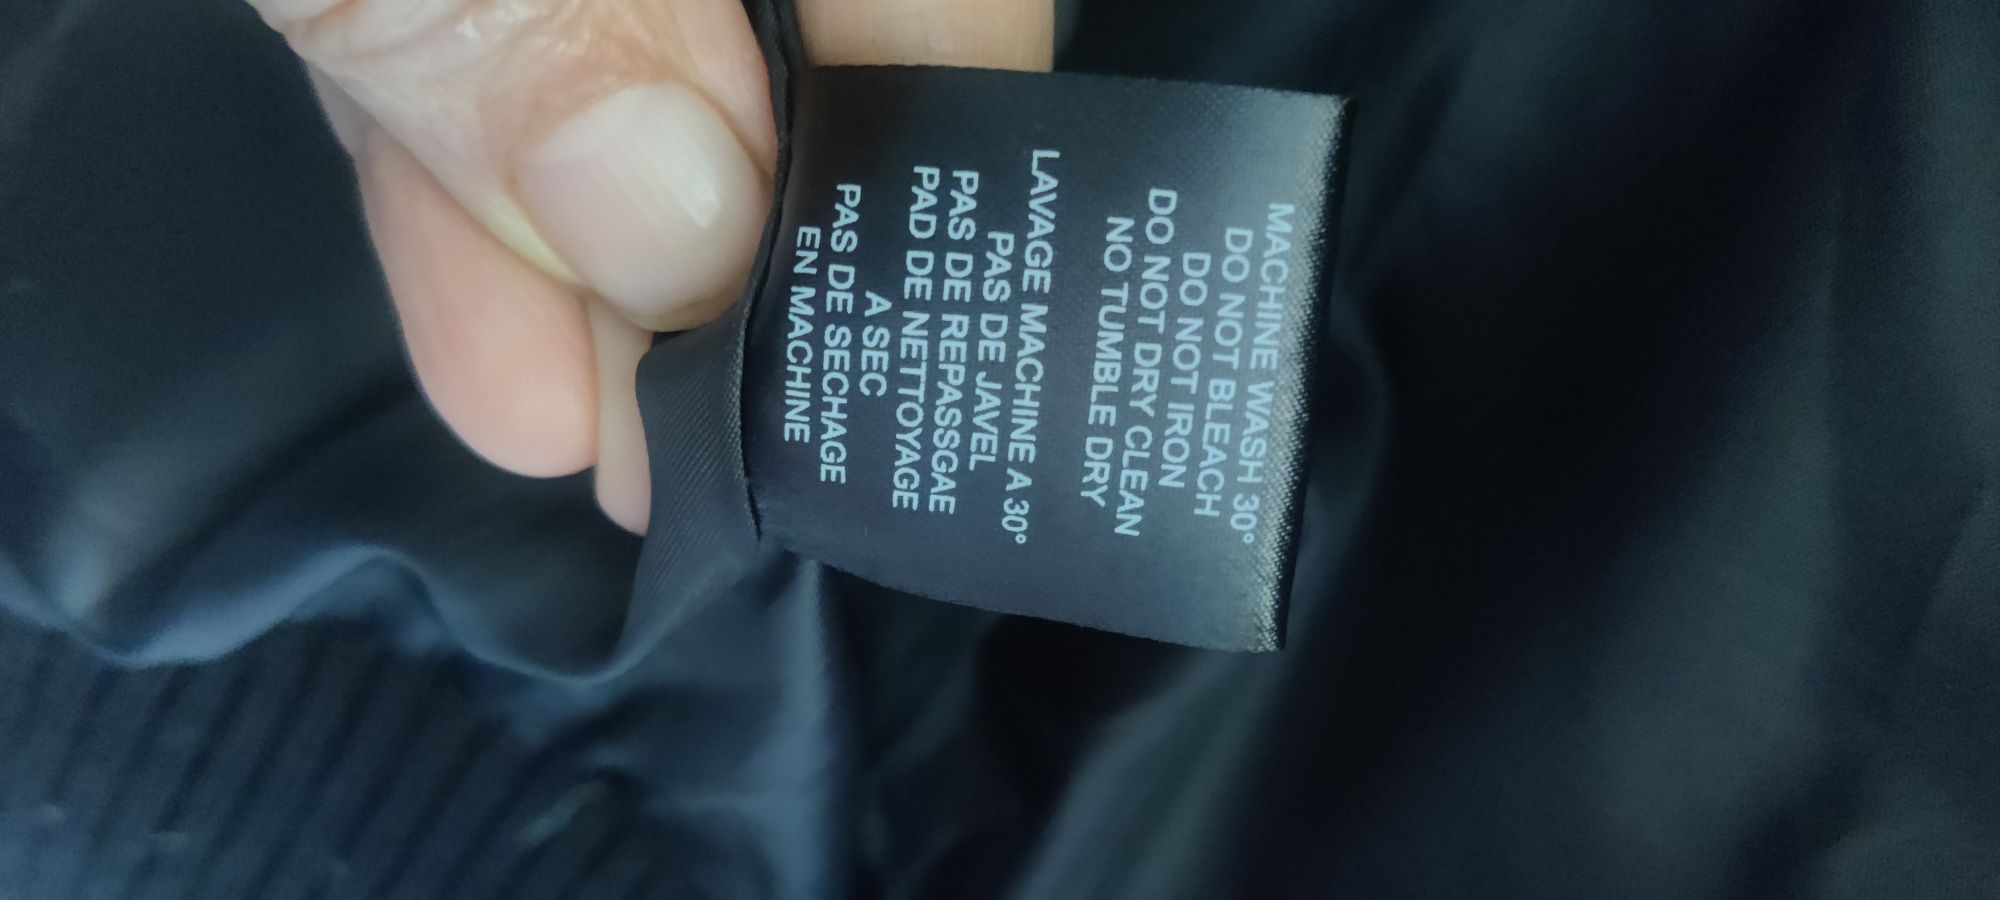 MACHINE WASH 30°
DO NOT BLEACH
DO NOT IRON
DO NOT DRY CLEAN
NO TUMBLE DRY
LAVAGE MACHINE A 30°
PAS DE JAVEL
PAS DE REPASSGAE
PAD DE NETTOYAGE
A SEC
PAS DE SECHAGE
EN MACHINE